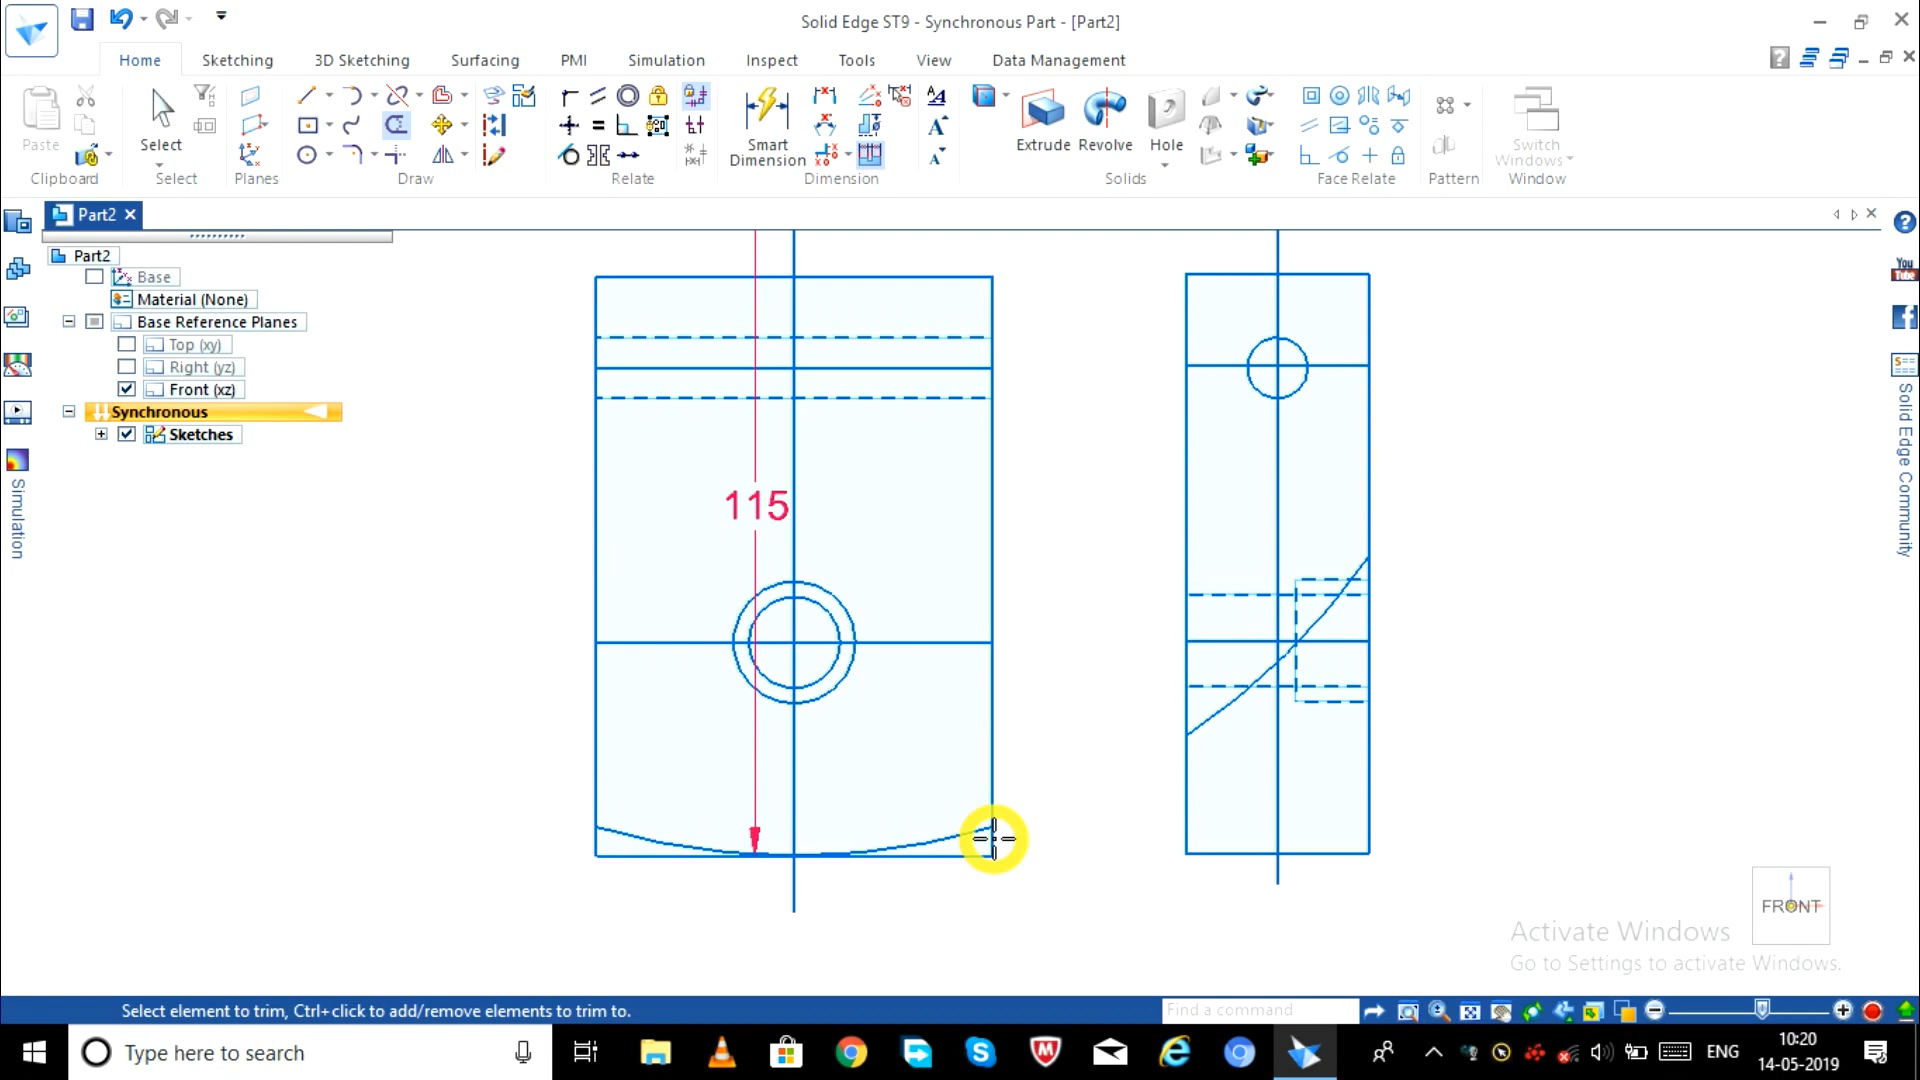 Solid Edge ST9 - Synchronous Part - [Part2]
Home Sketching 3D Sketching Surfacing PMI Simulation Inspect Tools View Data Management
Paste
Select
Smart Dimension
Extrude Revolve Hole
Switch Windows
Clipboard Select Planes Draw Relate Dimension Solids Face Relate Pattern Window
Part2
Part2
Base
Material (None)
Base Reference Planes
Top (xy)
Right (yz)
Front (xz)
Synchronous
Sketches
Simulation
115
You
Tube
Solid Edge Community
FRONT
Activate Windows
Go to Settings to activate Windows.
Select element to trim, Ctrl+click to add/remove elements to trim to.
Find a command
Type here to search
ENG
10:20
14-05-2019